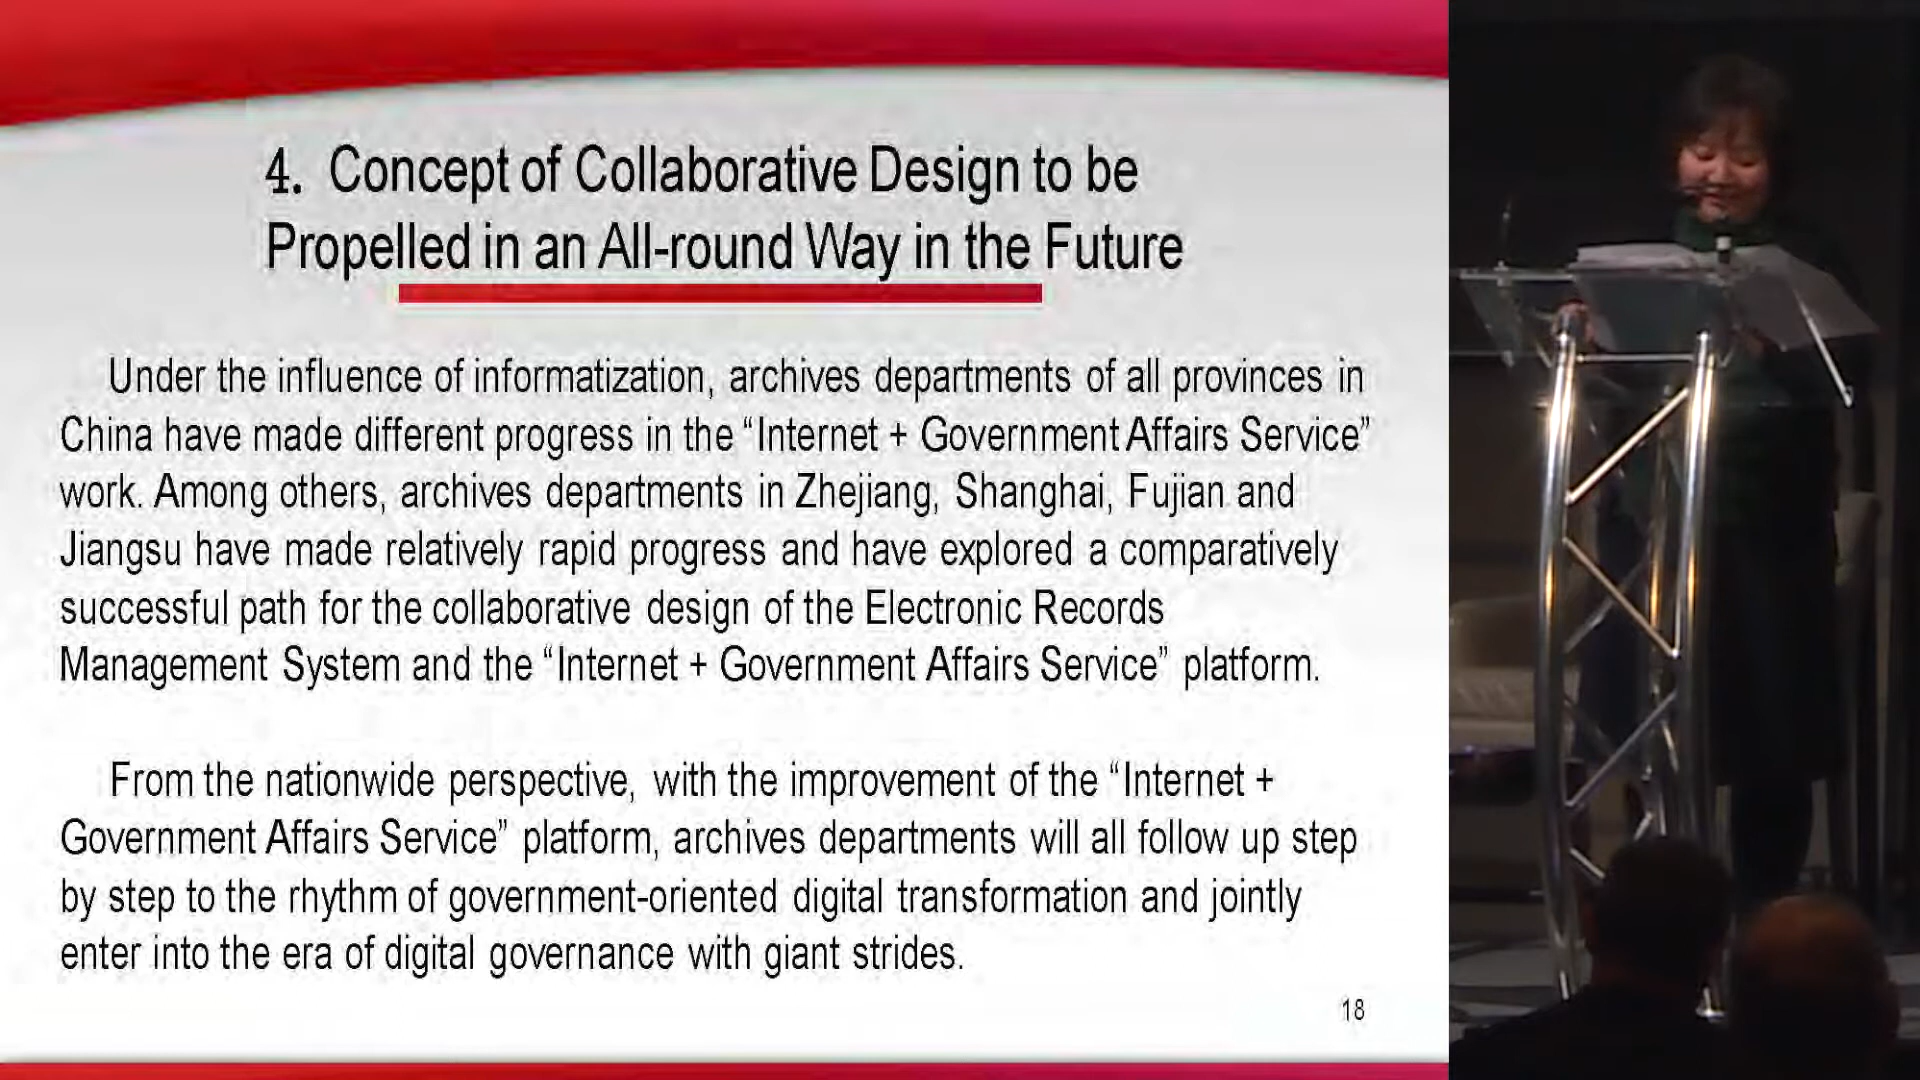 4. Concept of Collaborative Design to be
Propelled in an All-round Way in the Future
Under the influence of informatization, archives departments of all provinces in
China have made different progress in the “Internet + Government Affairs Service”
work. Among others, archives departments in Zhejiang, Shanghai, Fujian and
Jiangsu have made relatively rapid progress and have explored a comparatively
successful path for the collaborative design of the Electronic Records
Management System and the “Internet + Government Affairs Service” platform.
From the nationwide perspective, with the improvement of the “Internet +
Government Affairs Service” platform, archives departments will all follow up step
by step to the rhythm of government-oriented digital transformation and jointly
enter into the era of digital governance with giant strides.
18